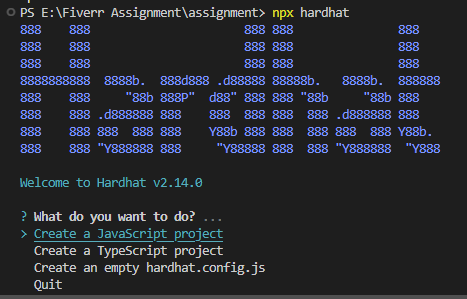 PS E:\Fiverr Assignment\assignment> npx hardhat
888    888                      888 888               888
888    888                      888 888               888
888    888                      888 888               888
8888888888  8888b.  888d888 .d88888 88888b.   8888b.  888888
888    888     "88b 888P"  d88" 888 888 "88b     "88b 888
888    888 .d888888 888    888  888 888  888 .d888888 888
888    888 888  888 888    Y88b 888 888  888 888  888 Y88b.
888    888 "Y888888 888     "Y88888 888  888 "Y888888  "Y888
Welcome to Hardhat v2.14.0
? What do you want to do? ...
> Create a JavaScript project
Create a TypeScript project
Create an empty hardhat.config.js
Quit